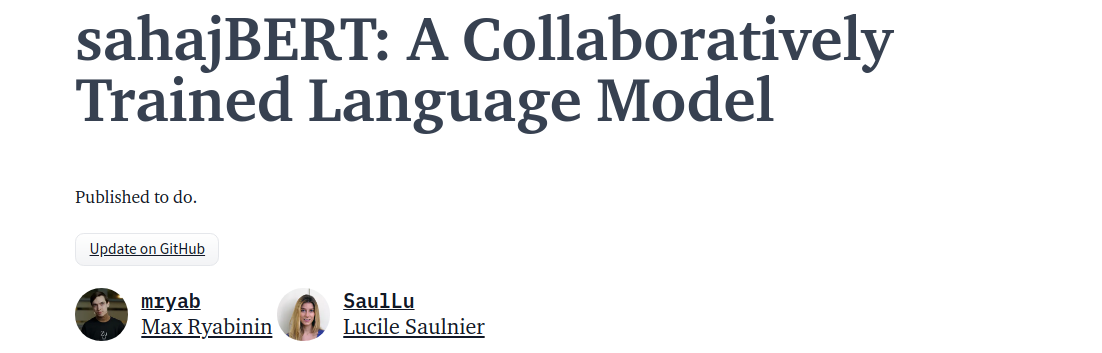 sahajBERT: A Collaboratively
Trained Language Model
Published to do.
Update on GitHub
mryab SaulLu
Max Ryabinin Lucile Saulnier